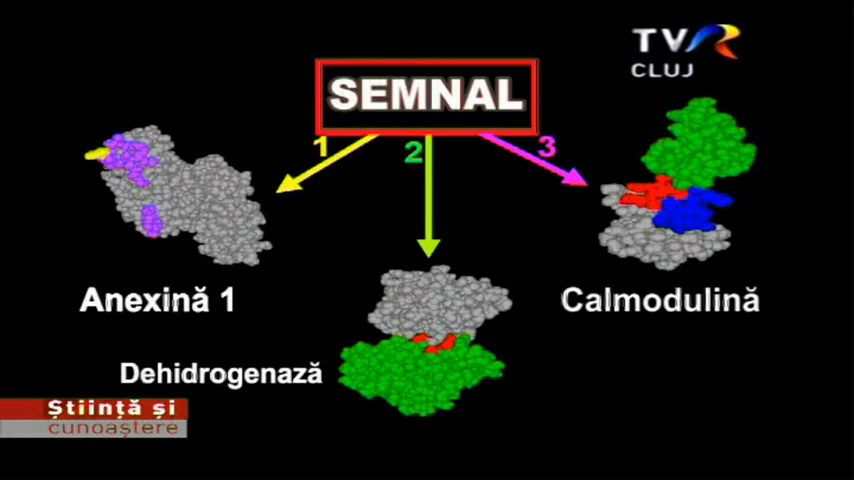 TVR
CLUJ
SEMNAL
1
2
3
Anexină 1
Calmodulină
Dehidrogenază
Știință și
cunoaștere